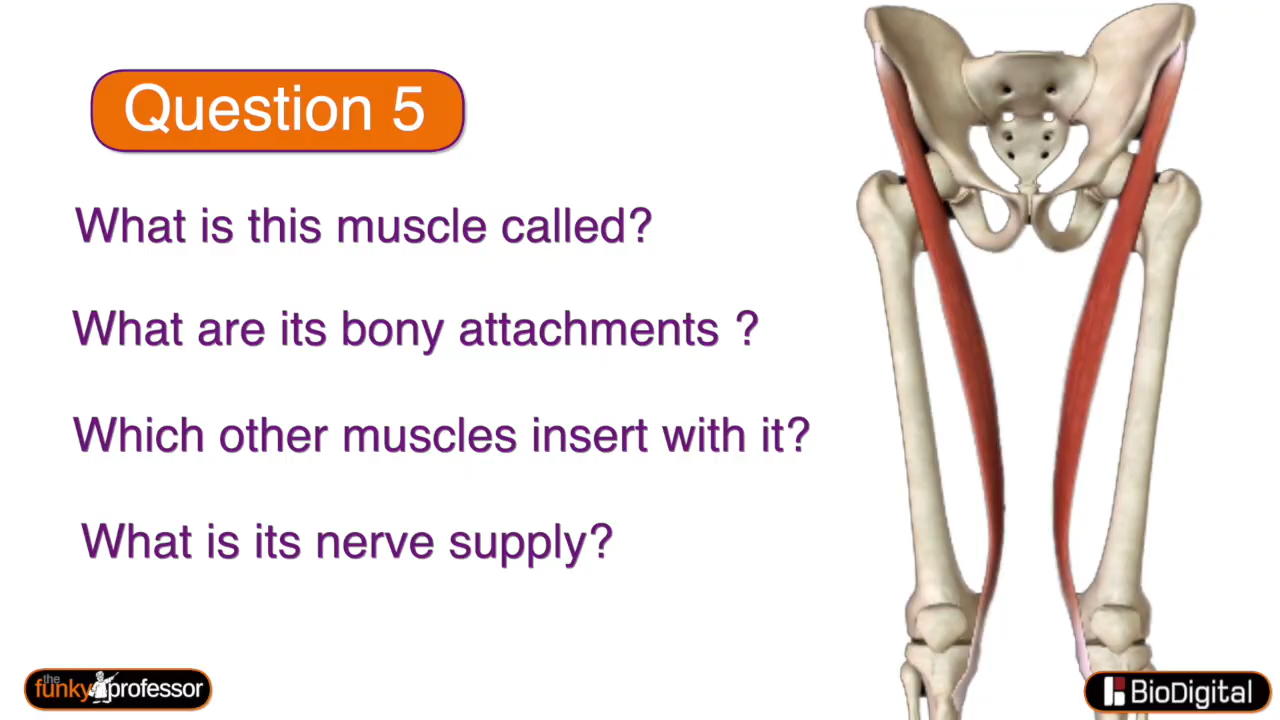 Question 5
What is this muscle called?
What are its bony attachments ?
Which other muscles insert with it?
What is its nerve supply?
the
funky professor
BioDigital